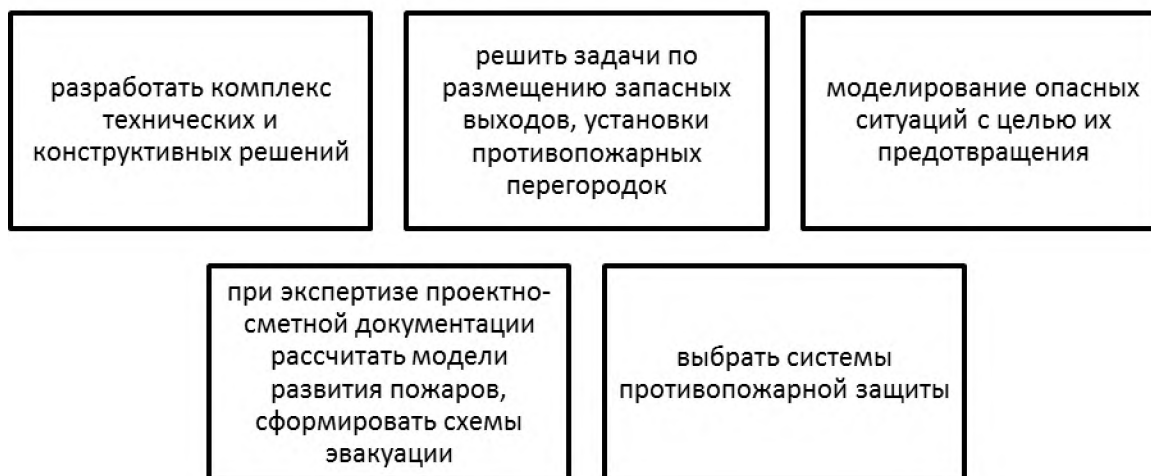 разработать комплекс
технических и
конструктивных решений
решить задачи по
размещению запасных
выходов, установки
противопожарных
перегородок
моделирование опасных
ситуаций с целью их
предотвращения
при экспертизе проектно-
сметной документации
рассчитать модели
развития пожаров,
сформировать схемы
эвакуации
выбрать системы
противопожарной защиты